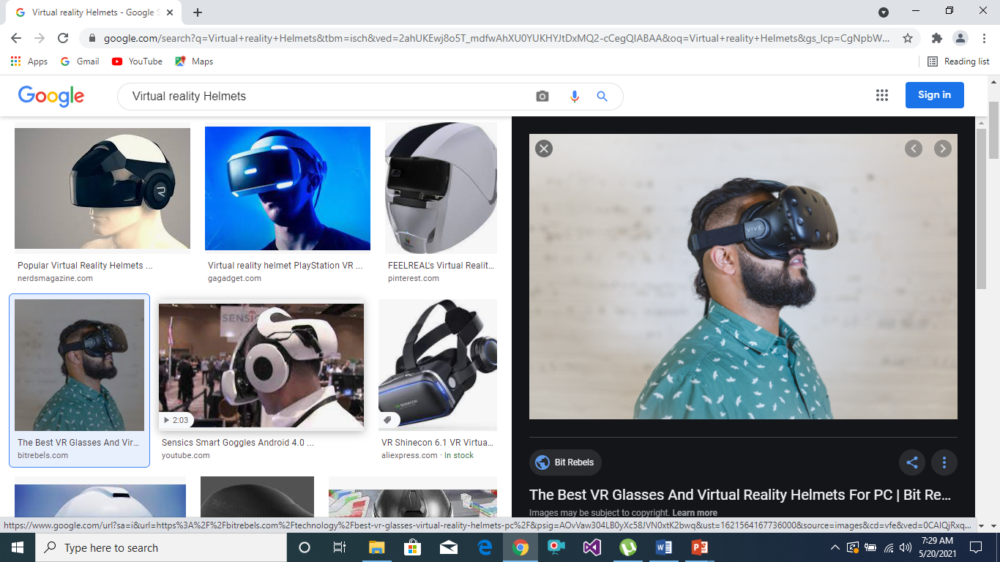 Virtual reality Helmets - Google S
google.com/search?q=Virtual+reality+Helmets&tbm=isch&ved=2ahUKEwj8o5T_mdfwAhXU0YUKHYJtDxMQ2-cCegQIABAA&oq=Virtual+reality+Helmets&gs_lcp=CgNpbW...
Apps Gmail YouTube Maps Reading list
Google Virtual reality Helmets Sign in
Popular Virtual Reality Helmets ...
nerdsmagazine.com
Virtual reality helmet PlayStation VR ...
gagadget.com
FEELREAL's Virtual Realit...
pinterest.com
VIVE
The Best VR Glasses And Vir...
bitrebels.com
SENSICS
2:03
Sensics Smart Goggles Android 4.0 ...
youtube.com
VR SHINECON
VR Shinecon 6.1 VR Virtua...
aliexpress.com · In stock
Bit Rebels
The Best VR Glasses And Virtual Reality Helmets For PC | Bit Re...
Images may be subject to copyright. Learn more
https://www.google.com/url?sa=i&url=https%3A%2F%2Fbitrebels.com%2Ftechnology%2Fbest-vr-glasses-virtual-reality-helmets-pc%2F&psig=AOvVaw304LB0yXc58JVN0xtK2bwq&ust=1621564167736000&source=images&cd=vfe&ved=0CAIQjRxq...
Type here to search
7:29 AM
5/20/2021